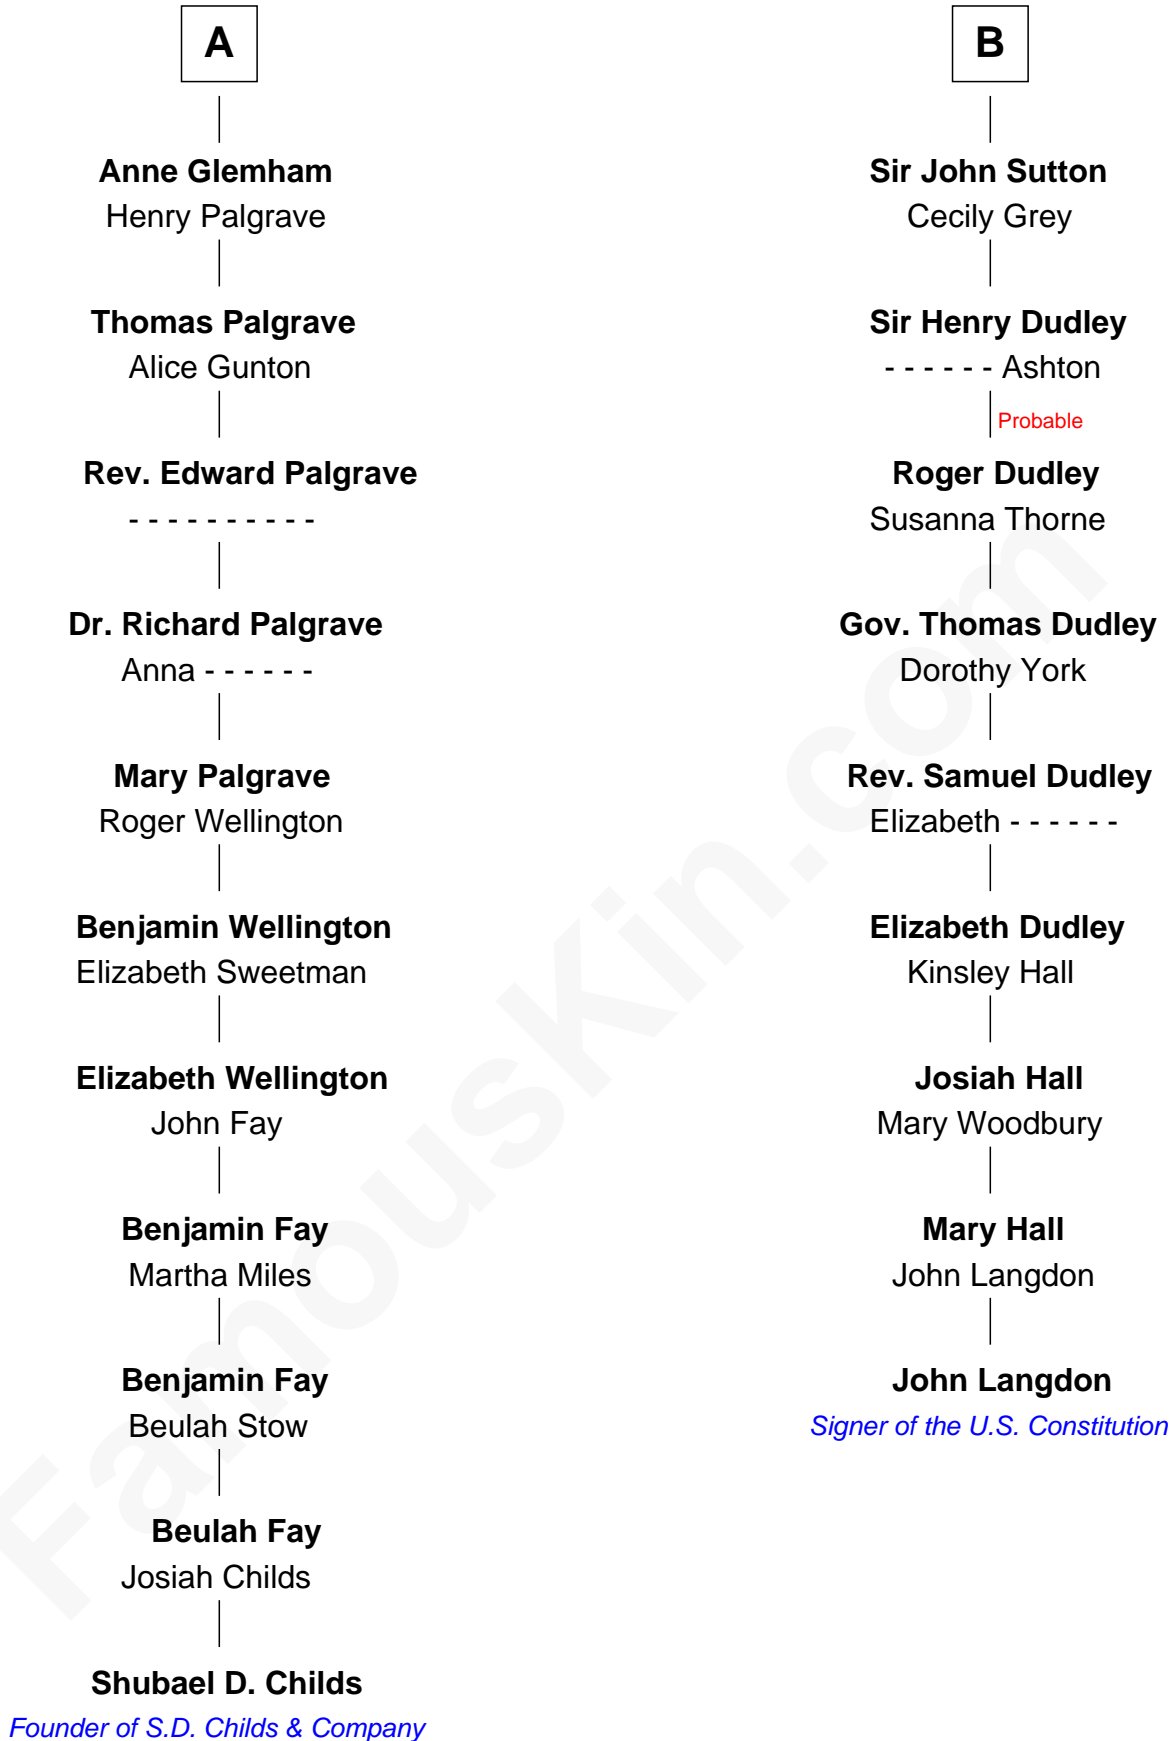 A
Anne Glemham
Henry Palgrave
Thomas Palgrave
Alice Gunton
Rev. Edward Palgrave
- - - - - - - - - -
Dr. Richard Palgrave
Anna - - - - - -
Mary Palgrave
Roger Wellington
Benjamin Wellington
Elizabeth Sweetman
Elizabeth Wellington
John Fay
Benjamin Fay
Martha Miles
Benjamin Fay
Beulah Stow
Beulah Fay
Josiah Childs
Shubael D. Childs
Founder of S.D. Childs & Company
B
Sir John Sutton
Cecily Grey
Sir Henry Dudley
- - - - - - Ashton
Probable
Roger Dudley
Susanna Thorne
Gov. Thomas Dudley
Dorothy York
Rev. Samuel Dudley
Elizabeth - - - - - -
Elizabeth Dudley
Kinsley Hall
Josiah Hall
Mary Woodbury
Mary Hall
John Langdon
John Langdon
Signer of the U.S. Constitution
FamousKin.com